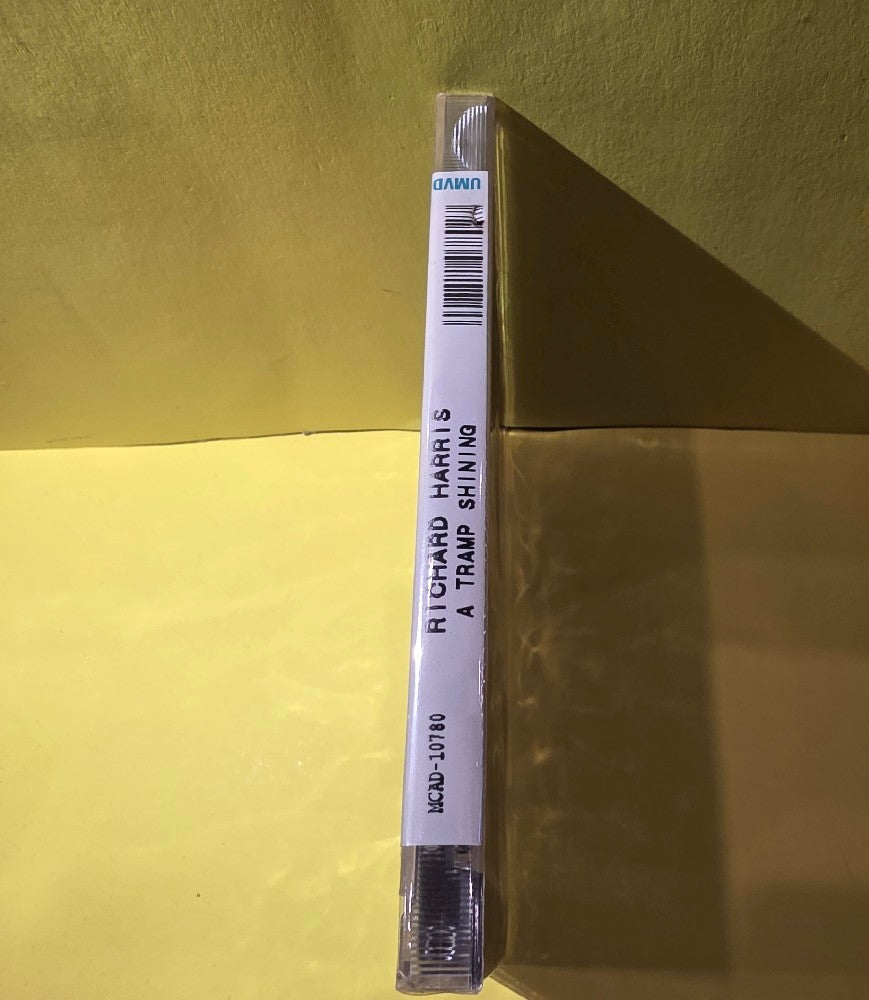 UMVD
RICHARD HARRIS
A TRAMP SHINING
MCAD-10780